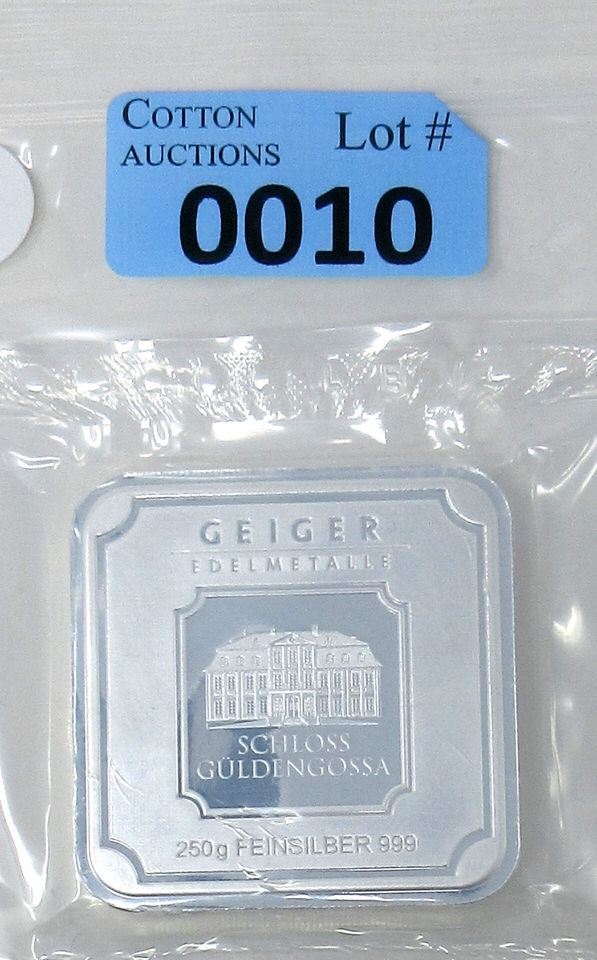 COTTON
AUCTIONS
Lot #
0010
GEIGER
EDELMETALLE
SCHLOSS
GÜLDENGOSSA
250g FEINSILBER 999